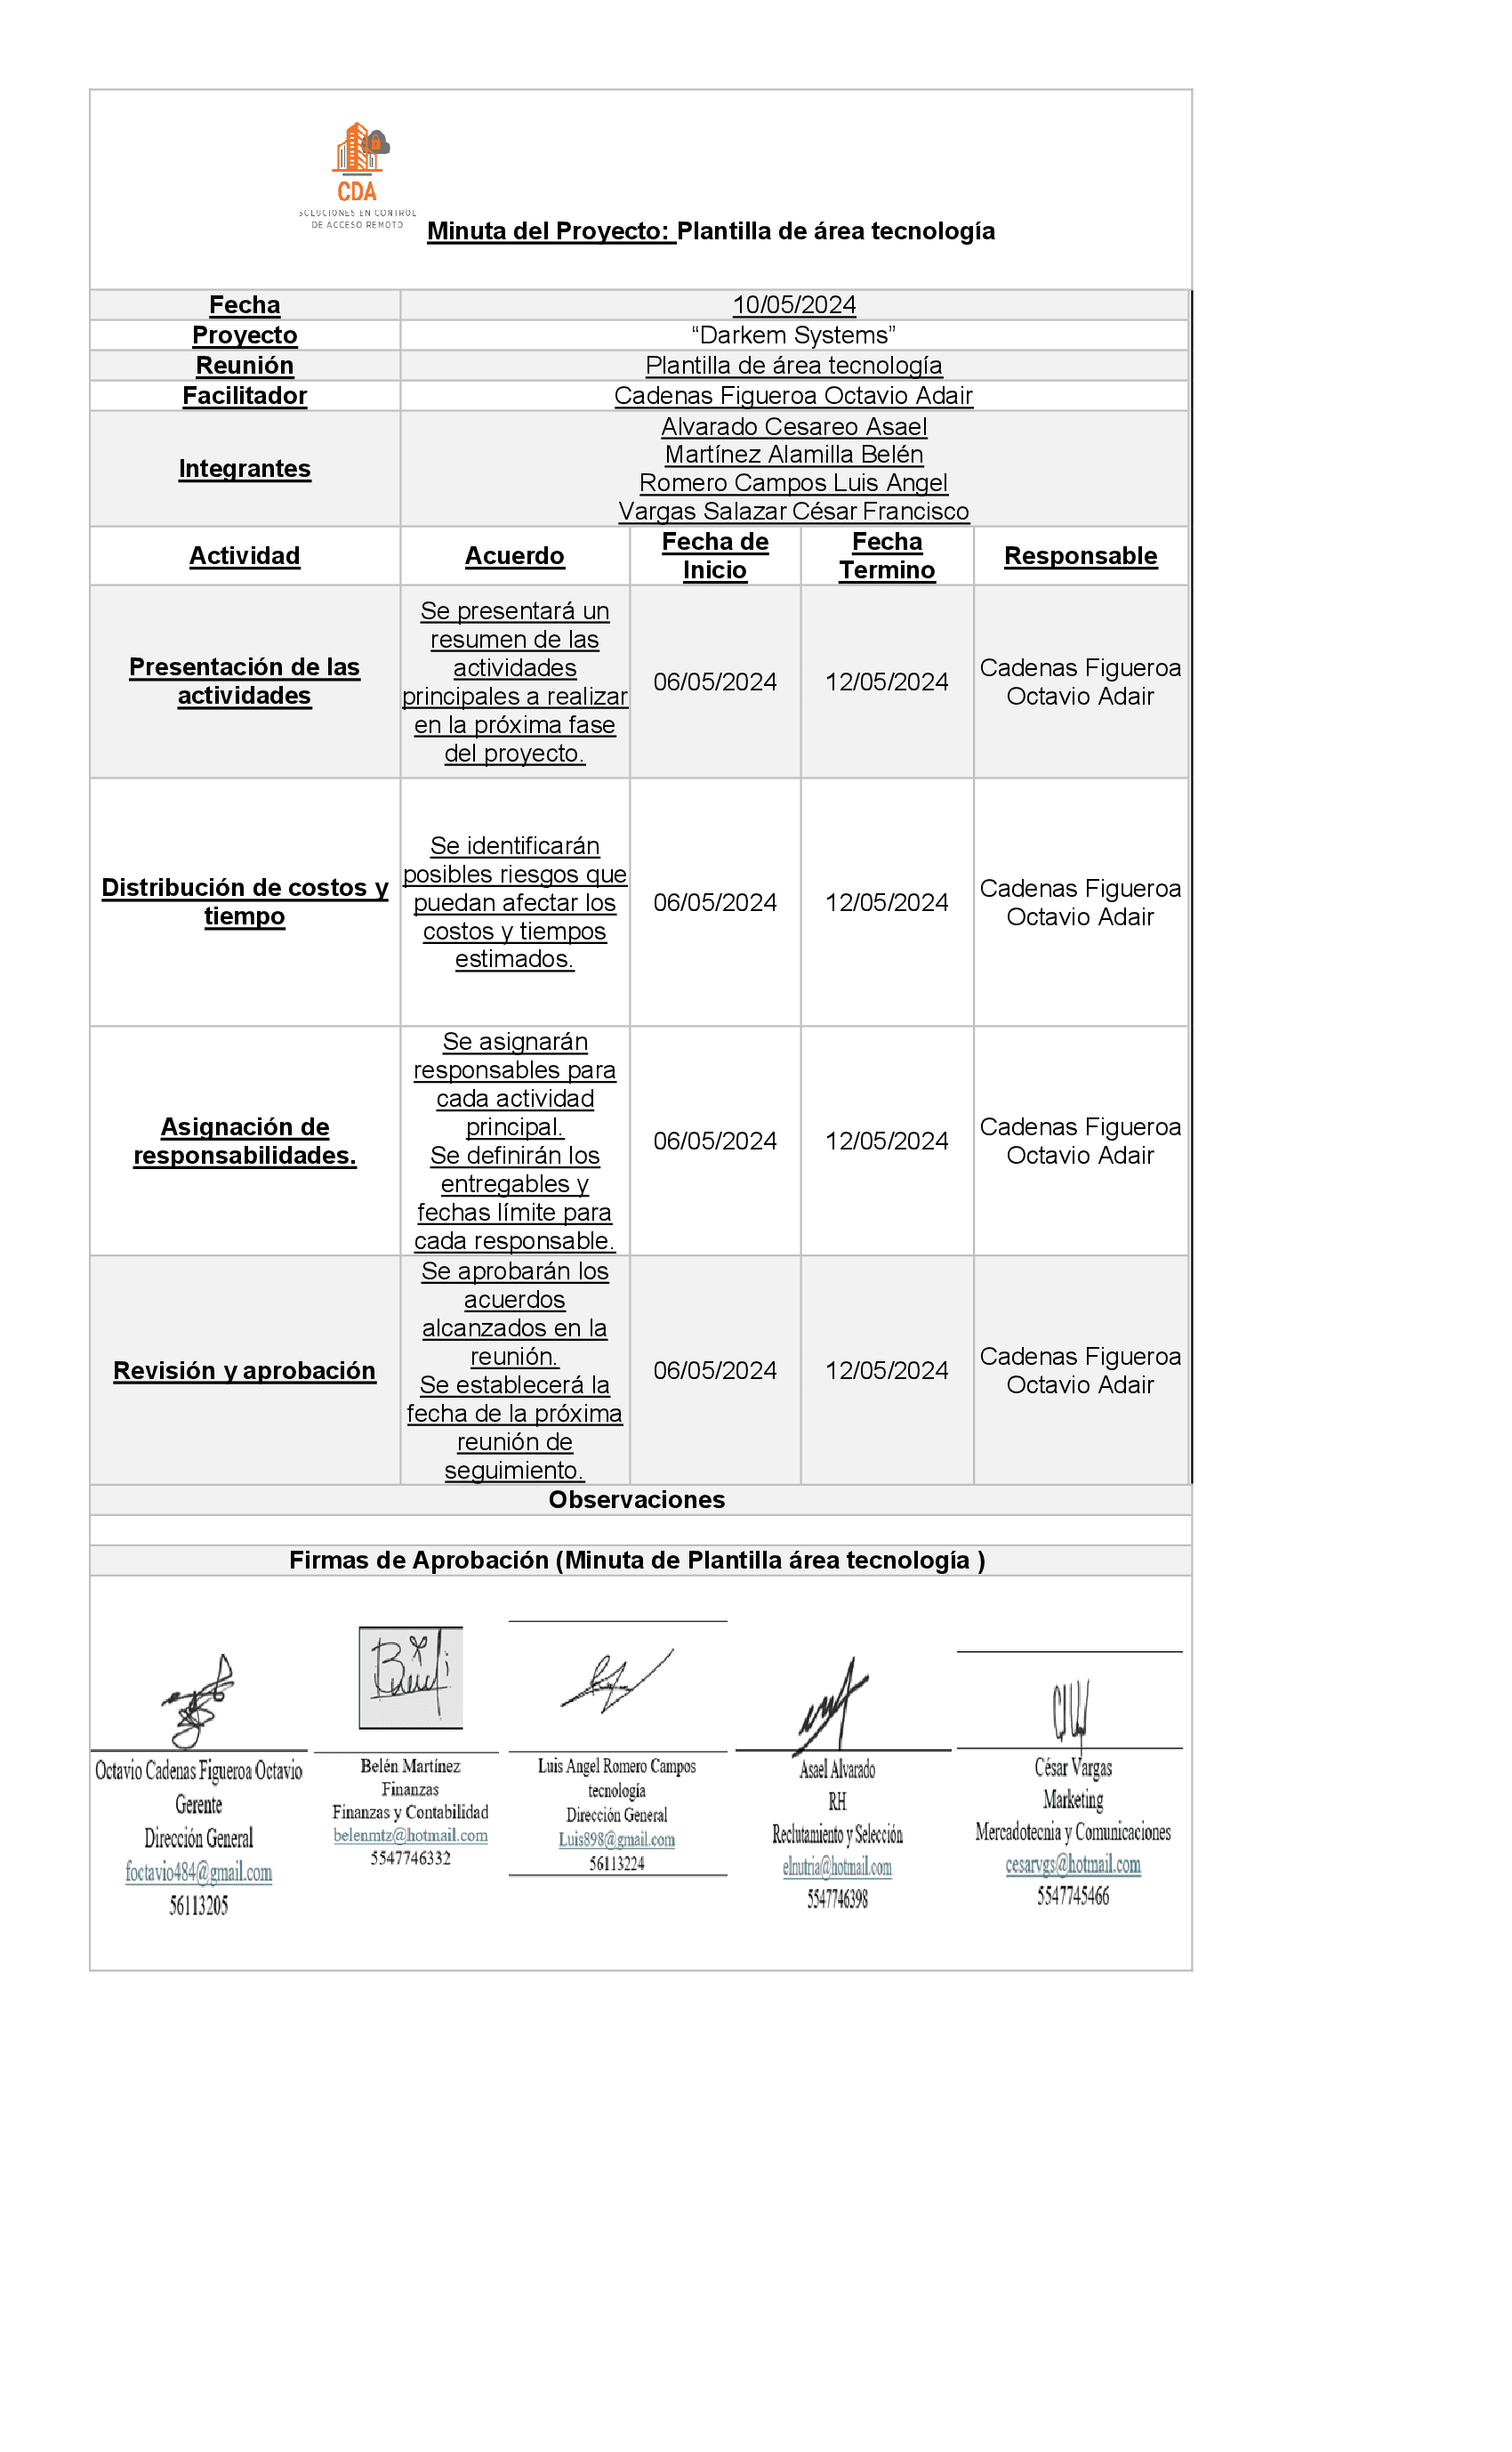 CDA
SOLUCIONES EN CONTROL
DE ACCESO REMOTO
Minuta del Proyecto: Plantilla de área tecnología
Fecha
10/05/2024
Proyecto
“Darkem Systems”
Reunión
Plantilla de área tecnología
Facilitador
Cadenas Figueroa Octavio Adair
Integrantes
Alvarado Cesareo Asael
Martínez Alamilla Belén
Romero Campos Luis Angel
Vargas Salazar César Francisco
Actividad
Acuerdo
Fecha de
Inicio
Fecha
Termino
Responsable
Presentación de las
actividades
Se presentará un
resumen de las
actividades
principales a realizar
en la próxima fase
del proyecto.
06/05/2024
12/05/2024
Cadenas Figueroa
Octavio Adair
Distribución de costos y
tiempo
Se identificarán
posibles riesgos que
puedan afectar los
costos y tiempos
estimados.
06/05/2024
12/05/2024
Cadenas Figueroa
Octavio Adair
Asignación de
responsabilidades.
Se asignarán
responsables para
cada actividad
principal.
Se definirán los
entregables y
fechas límite para
cada responsable.
06/05/2024
12/05/2024
Cadenas Figueroa
Octavio Adair
Revisión y aprobación
Se aprobarán los
acuerdos
alcanzados en la
reunión.
Se establecerá la
fecha de la próxima
reunión de
seguimiento.
06/05/2024
12/05/2024
Cadenas Figueroa
Octavio Adair
Observaciones
Firmas de Aprobación (Minuta de Plantilla área tecnología )
Octavio Cadenas Figueroa Octavio
Gerente
Dirección General
foctavio484@gmail.com
56113205
Belén Martínez
Finanzas
Finanzas y Contabilidad
belenmtz@hotmail.com
5547746332
Luis Angel Romero Campos
tecnología
Dirección General
Luis898@gmail.com
56113224
Asael Alvarado
RH
Reclutamiento y Selección
elnutria@hotmail.com
5547746398
César Vargas
Marketing
Mercadotecnia y Comunicaciones
cesarvgs@hotmail.com
5547745466